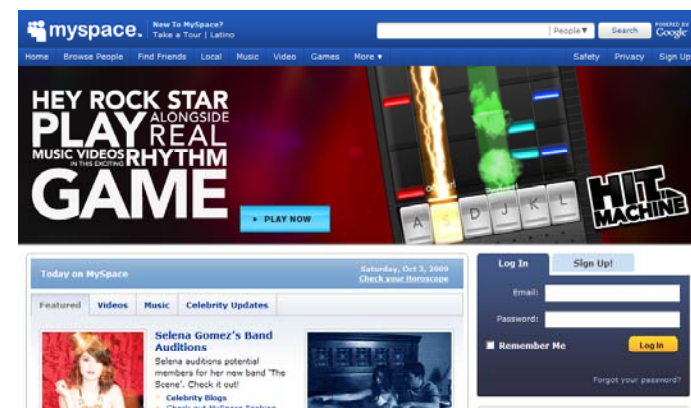 myspace.
New To MySpace?
Take a Tour | Latino
People▼
Search
POWERED BY
Google
Home Browse People Find Friends Local Music Video Games More ▼ Safety Privacy Sign Up
HEY ROCK STAR
PLAY ALONGSIDE REAL
MUSIC VIDEOS IN THIS EXCITING RHYTHM
GAME
PLAY NOW
A S D J K L
HIT MACHINE
Today on MySpace
Saturday, Oct 3, 2009
Check your Horoscope
Featured Videos Music Celebrity Updates
Selena Gomez's Band
Auditions
Selena auditions potential
members for her new band 'The
Scene'. Check it out!
Celebrity Blogs
Check out MySpace Fashion
Log In Sign Up!
Email:
Password:
Remember Me
Log In
Forgot your password?